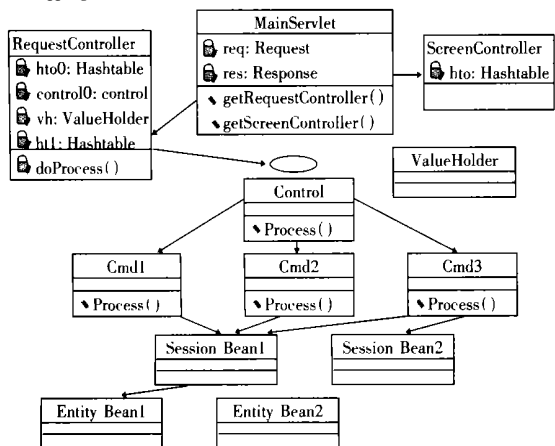 MainServlet
req: Request
res: Response
getRequestController()
getScreenController()
RequestController
hto0: Hashtable
control0: control
vh: ValueHolder
ht1: Hashtable
doProcess()
ScreenController
hto: Hashtable
ValueHolder
Control
Process()
Cmd1
Process()
Cmd2
Process()
Cmd3
Process()
Session Bean1
Session Bean2
Entity Bean1
Entity Bean2